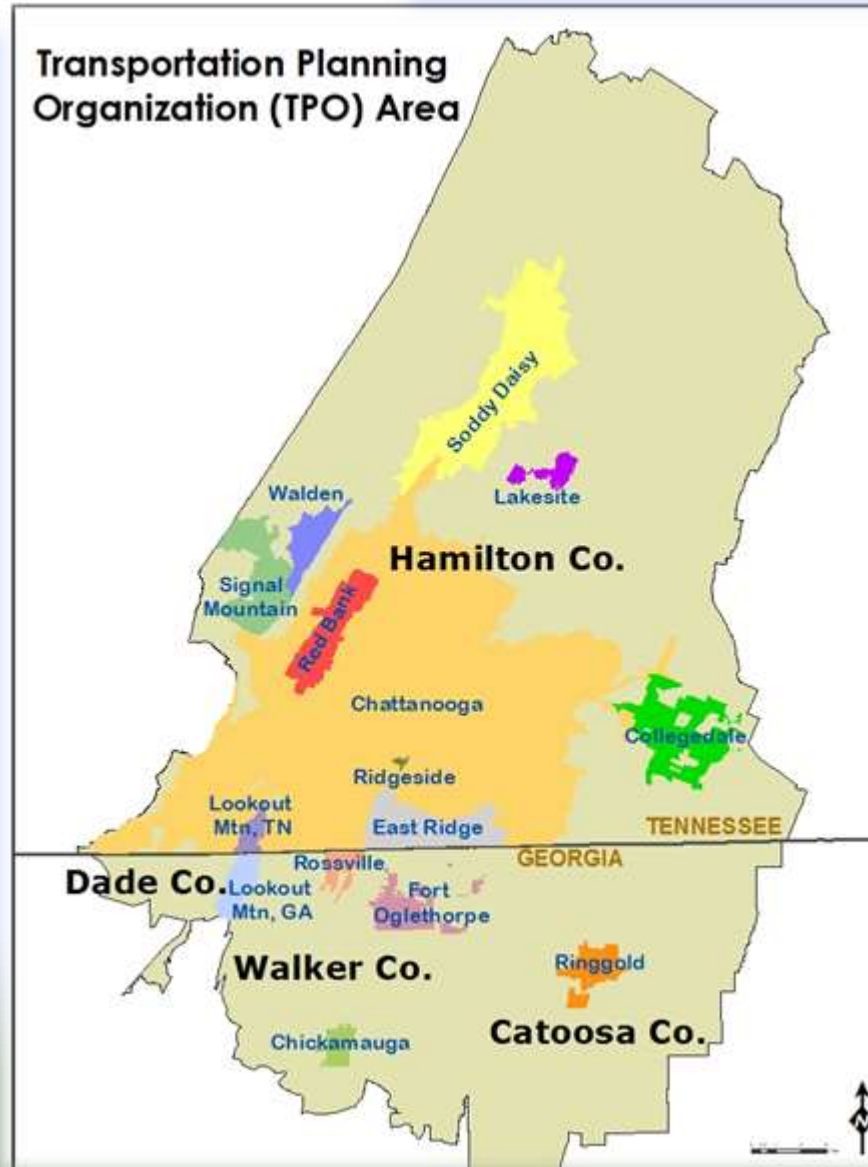 Transportation Planning
Organization (TPO) Area
Soddy Daisy
Walden
Lakesite
Hamilton Co.
Signal
Mountain
Red Bank
Chattanooga
Collegedale
Ridgeside
Lookout
Mtn, TN
East Ridge
TENNESSEE
GEORGIA
Rossville
Dade Co.
Lookout
Mtn, GA
Fort
Oglethorpe
Walker Co.
Ringgold
Catoosa Co.
Chickamauga
N